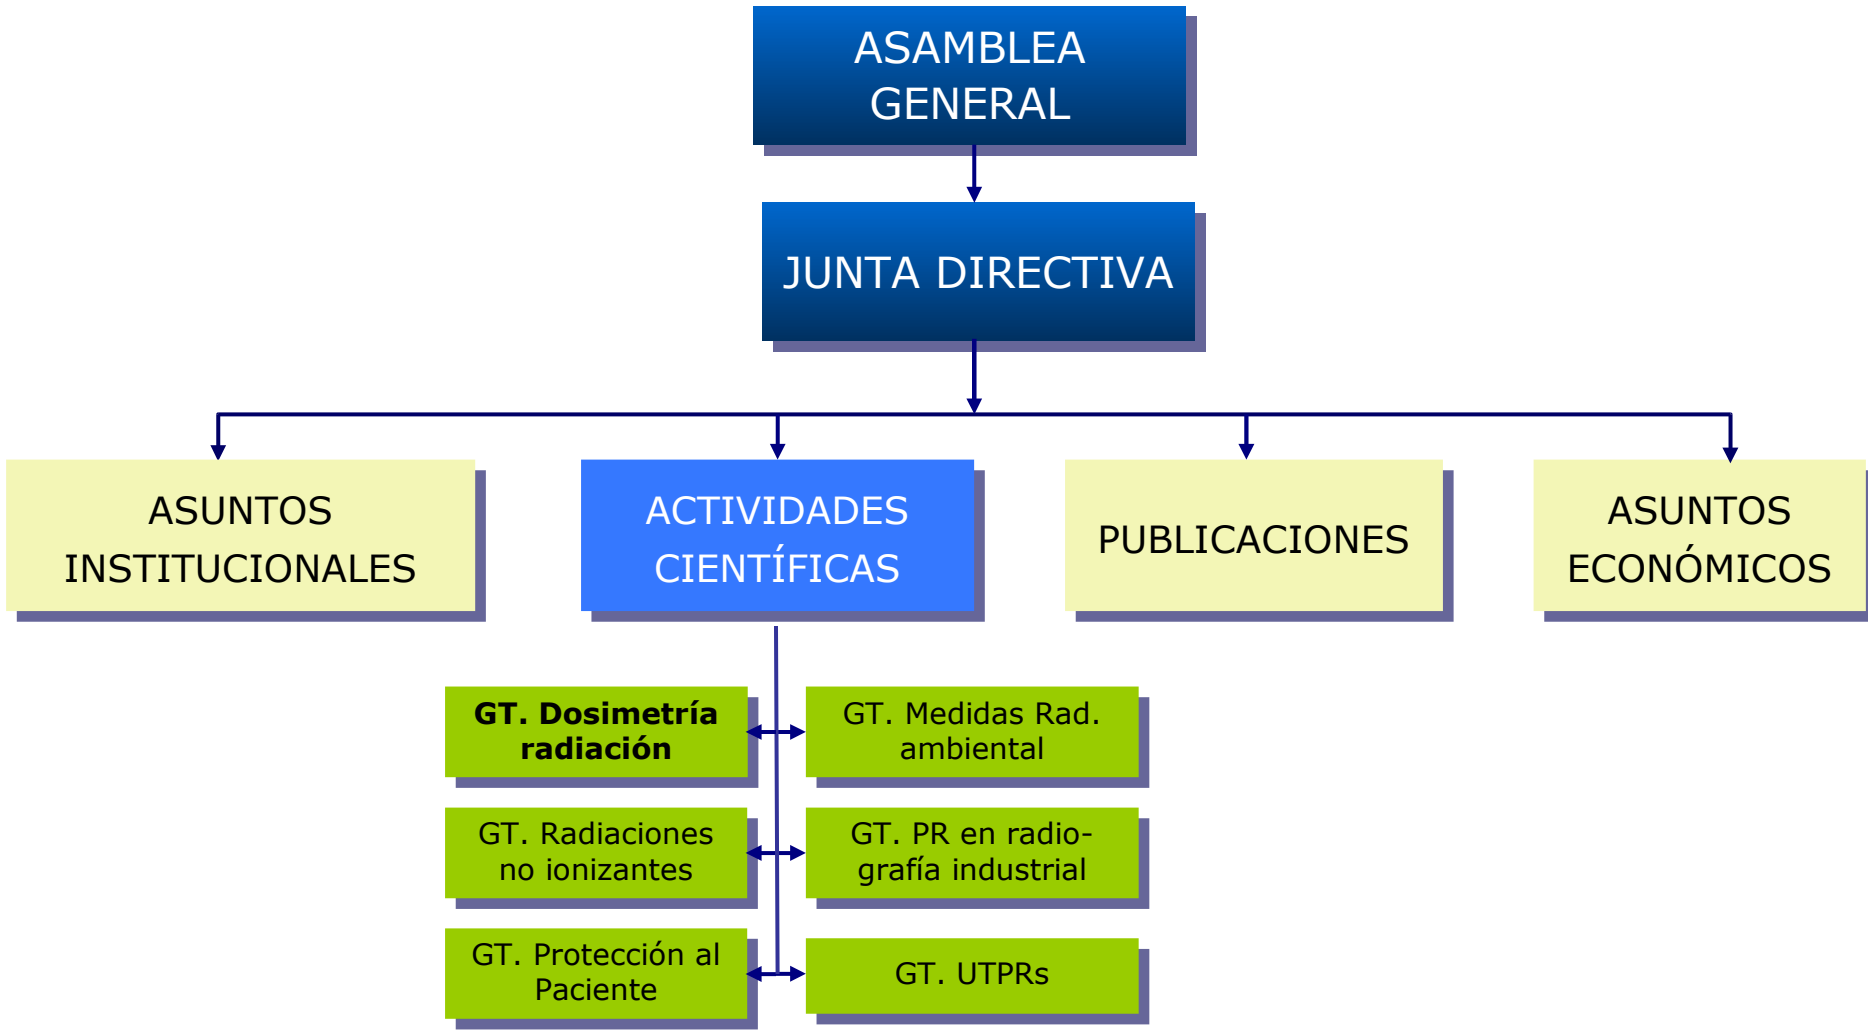 ASAMBLEA
GENERAL
JUNTA DIRECTIVA
ASUNTOS
INSTITUCIONALES
ACTIVIDADES
CIENTÍFICAS
PUBLICACIONES
ASUNTOS
ECONÓMICOS
GT. Dosimetría
radiación
GT. Medidas Rad.
ambiental
GT. Radiaciones
no ionizantes
GT. PR en radio-
grafía industrial
GT. Protección al
Paciente
GT. UTPRs